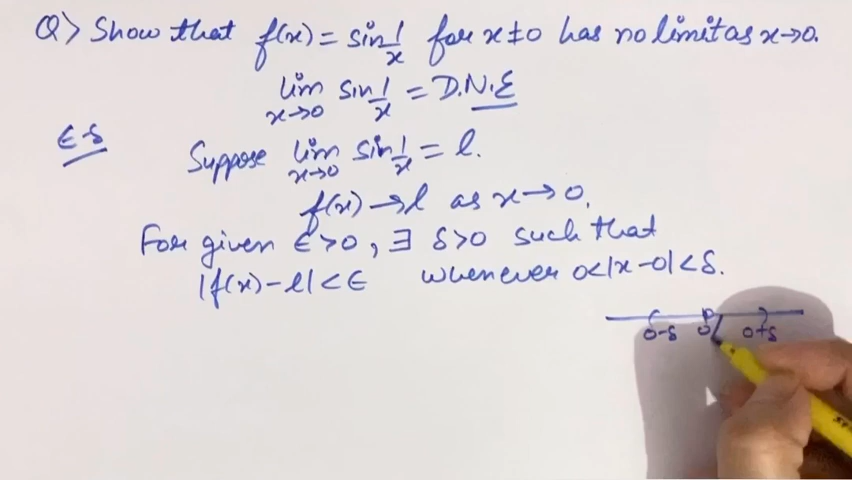 Q> Show that f(x) = sin 1/x for x ≠ 0 has no limit as x→0.
lim x→0 sin 1/x = D.N.E
ϵ-δ
Suppose lim x→0 sin 1/x = l.
f(x) → l as x → 0.
For given ϵ > 0, ∃ δ > 0 such that
|f(x) - l| < ϵ whenever 0 < |x - 0| < δ.
0-δ 0 0+δ